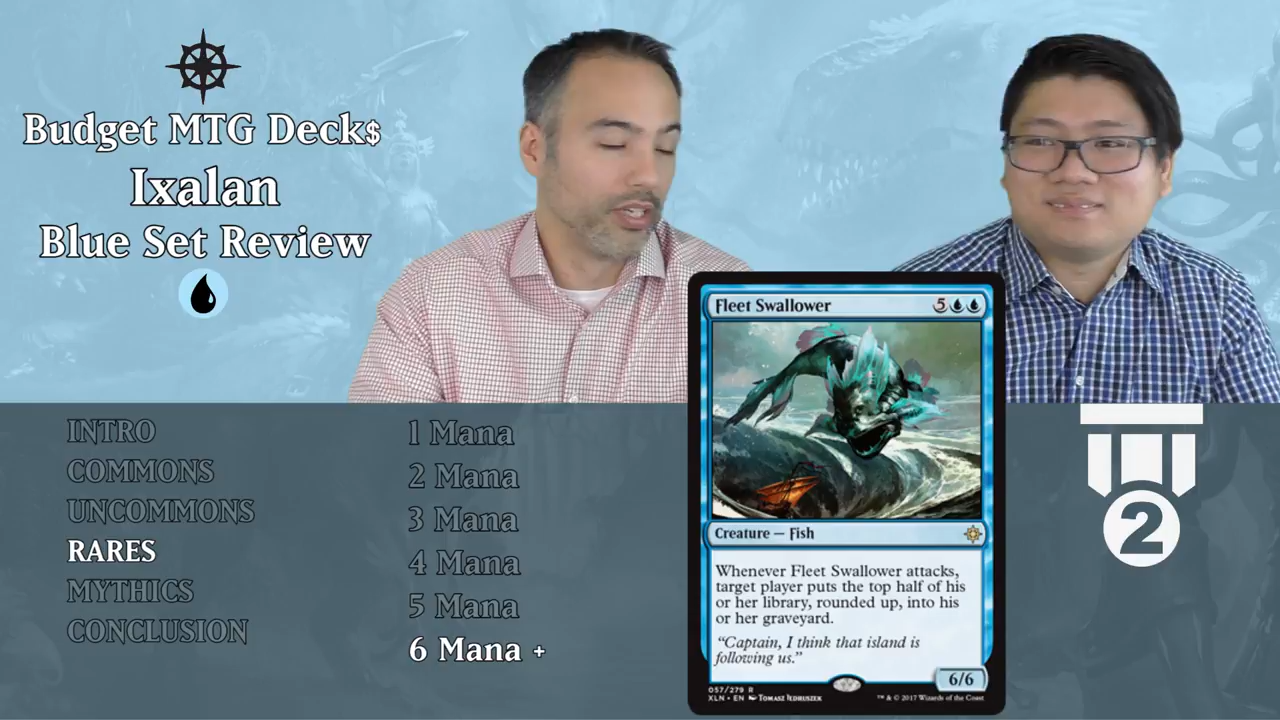 Budget MTG Deck$
Ixalan
Blue Set Review
INTRO
COMMONS
UNCOMMONS
RARES
MYTHICS
CONCLUSION
1 Mana
2 Mana
3 Mana
4 Mana
5 Mana
6 Mana +
Fleet Swallower 5
Creature — Fish
Whenever Fleet Swallower attacks,
target player puts the top half of his
or her library, rounded up, into his
or her graveyard.
"Captain, I think that island is
following us."
6/6
057/279 R
XLN • EN Tomasz Jedruszek
™ & © 2017 Wizards of the Coast
2